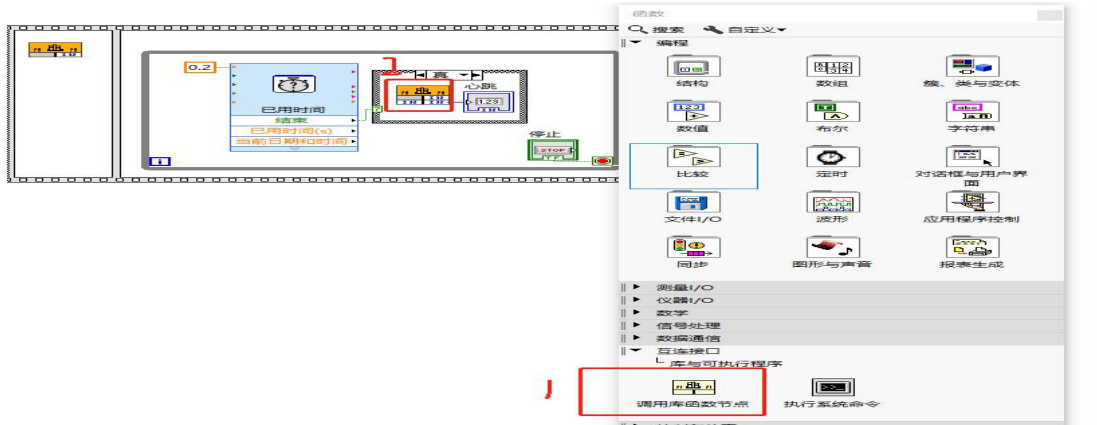 函数
搜索 自定义
编程
结构
数组
簇、类与变体
数值
布尔
字符串
比较
定时
对话框与用户界面
文件I/O
波形
应用程序控制
同步
图形与声音
报表生成
测量I/O
仪器I/O
数学
信号处理
数据通信
互连接口
库与可执行程序
调用库函数节点
执行系统命令
0.2
已用时间
结束
已用时间(s)
当前日期和时间
真
心跳
1.23
停止
STOP
TF
i